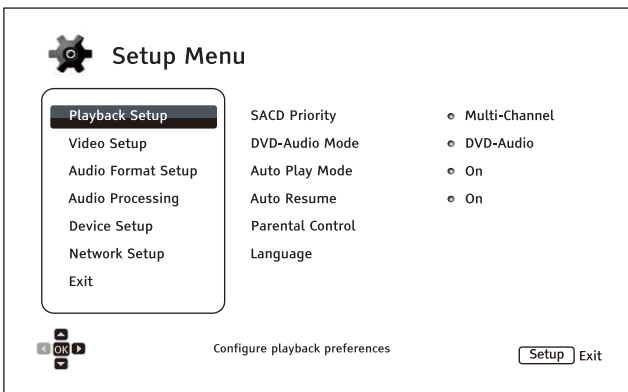 Setup Menu
Playback Setup
Video Setup
Audio Format Setup
Audio Processing
Device Setup
Network Setup
Exit
SACD Priority Multi-Channel
DVD-Audio Mode DVD-Audio
Auto Play Mode On
Auto Resume On
Parental Control
Language
OK
Configure playback preferences
Setup Exit